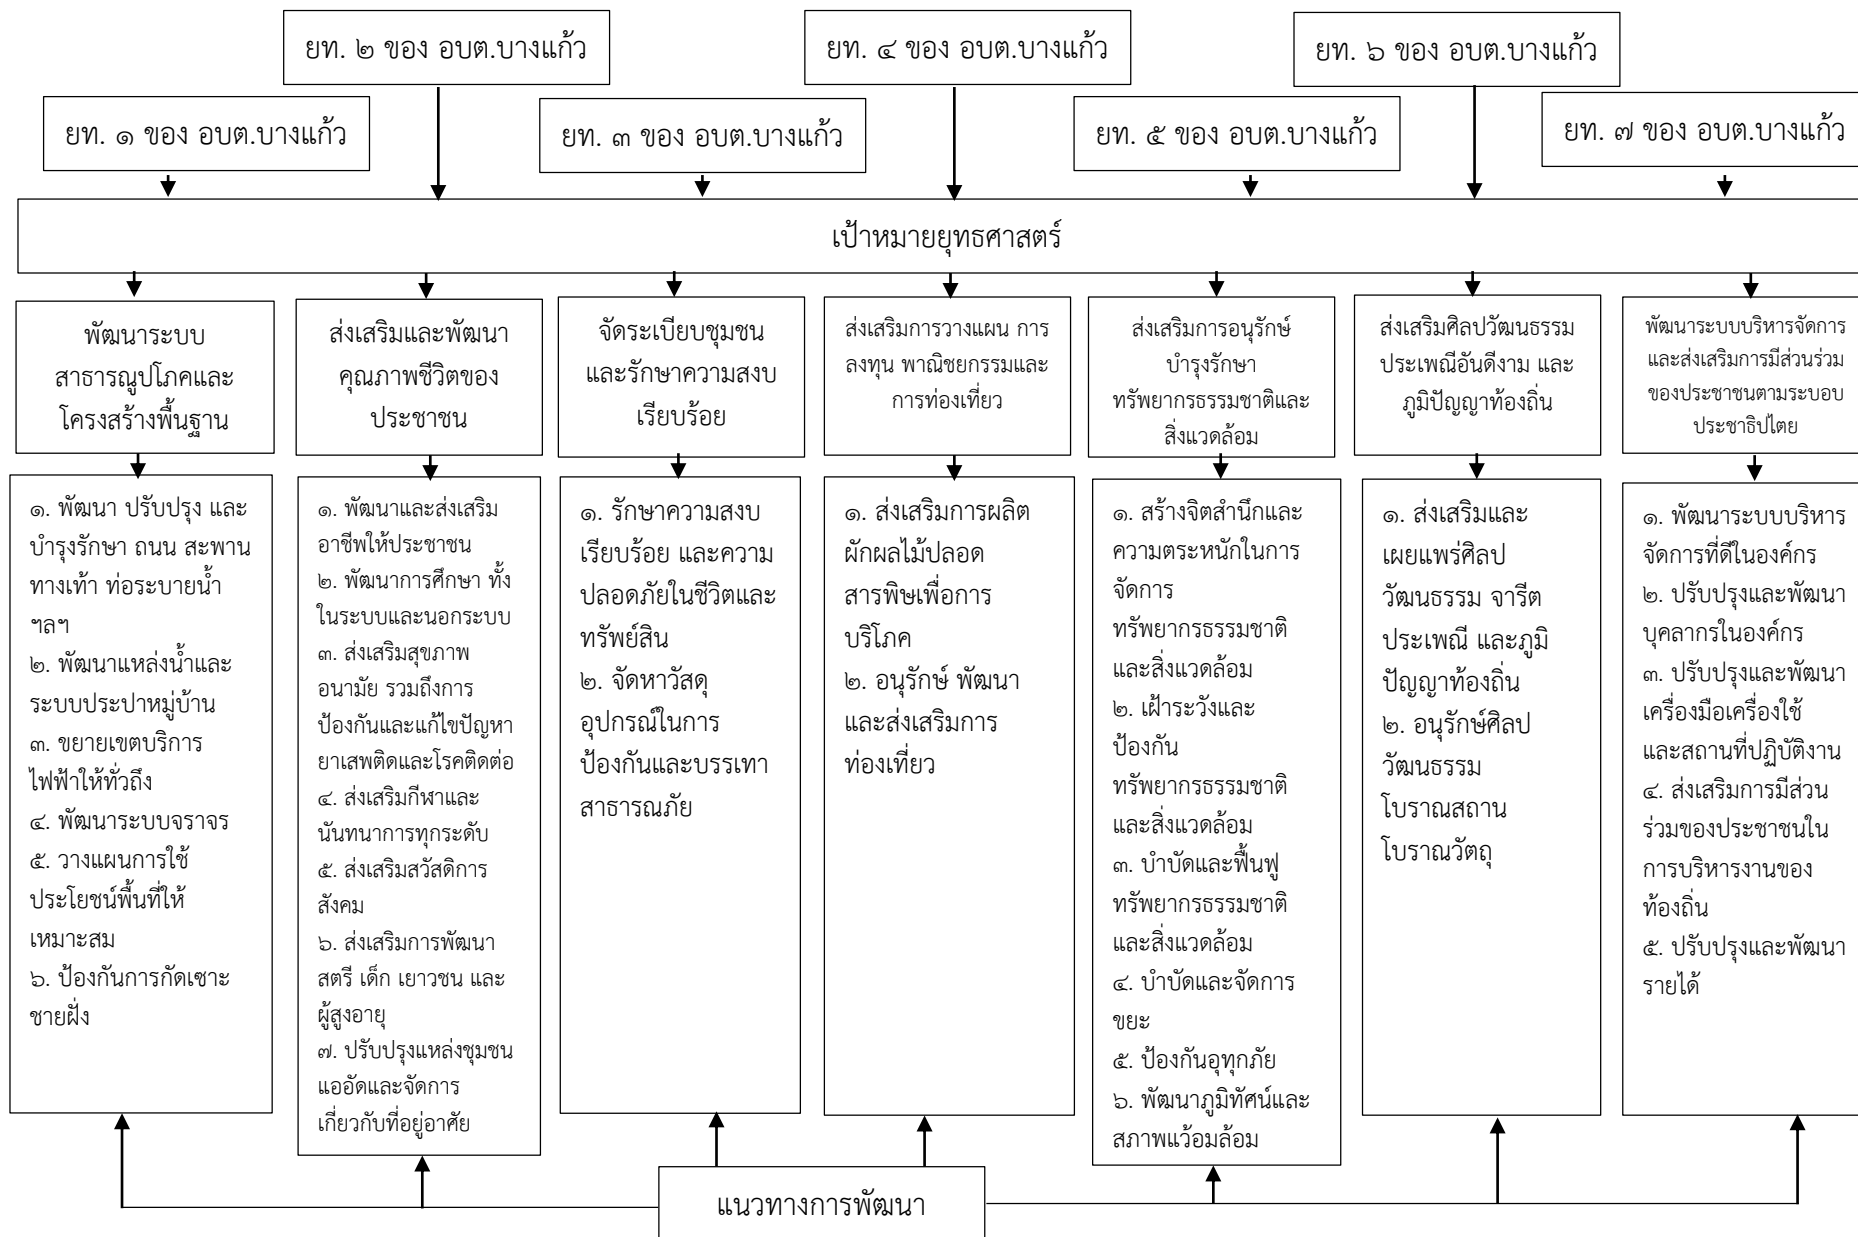 ยท. ๒ ของ อบต.บางแก้ว
ยท. ๔ ของ อบต.บางแก้ว
ยท. ๖ ของ อบต.บางแก้ว
ยท. ๑ ของ อบต.บางแก้ว
ยท. ๓ ของ อบต.บางแก้ว
ยท. ๕ ของ อบต.บางแก้ว
ยท. ๗ ของ อบต.บางแก้ว
เป้าหมายยุทธศาสตร์
พัฒนาระบบ
สาธารณูปโภคและ
โครงสร้างพื้นฐาน
ส่งเสริมและพัฒนา
คุณภาพชีวิตของ
ประชาชน
จัดระเบียบชุมชน
และรักษาความสงบ
เรียบร้อย
ส่งเสริมการวางแผน การ
ลงทุน พาณิชยกรรมและ
การท่องเที่ยว
ส่งเสริมการอนุรักษ์
บำรุงรักษา
ทรัพยากรธรรมชาติและ
สิ่งแวดล้อม
ส่งเสริมศิลปวัฒนธรรม
ประเพณีอันดีงาม และ
ภูมิปัญญาท้องถิ่น
พัฒนาระบบบริหารจัดการ
และส่งเสริมการมีส่วนร่วม
ของประชาชนตามระบอบ
ประชาธิปไตย
๑. พัฒนา ปรับปรุง และ
บำรุงรักษา ถนน สะพาน
ทางเท้า ท่อระบายน้ำ
ฯลฯ
๒. พัฒนาแหล่งน้ำและ
ระบบประปาหมู่บ้าน
๓. ขยายเขตบริการ
ไฟฟ้าให้ทั่วถึง
๔. พัฒนาระบบจราจร
๕. วางแผนการใช้
ประโยชน์พื้นที่ให้
เหมาะสม
๖. ป้องกันการกัดเซาะ
ชายฝั่ง
๑. พัฒนาและส่งเสริม
อาชีพให้ประชาชน
๒. พัฒนาการศึกษา ทั้ง
ในระบบและนอกระบบ
๓. ส่งเสริมสุขภาพ
อนามัย รวมถึงการ
ป้องกันและแก้ไขปัญหา
ยาเสพติดและโรคติดต่อ
๔. ส่งเสริมกีฬาและ
นันทนาการทุกระดับ
๕. ส่งเสริมสวัสดิการ
สังคม
๖. ส่งเสริมการพัฒนา
สตรี เด็ก เยาวชน และ
ผู้สูงอายุ
๗. ปรับปรุงแหล่งชุมชน
แออัดและจัดการ
เกี่ยวกับที่อยู่อาศัย
๑. รักษาความสงบ
เรียบร้อย และความ
ปลอดภัยในชีวิตและ
ทรัพย์สิน
๒. จัดหาวัสดุ
อุปกรณ์ในการ
ป้องกันและบรรเทา
สาธารณภัย
๑. ส่งเสริมการผลิต
ผักผลไม้ปลอด
สารพิษเพื่อการ
บริโภค
๒. อนุรักษ์ พัฒนา
และส่งเสริมการ
ท่องเที่ยว
๑. สร้างจิตสำนึกและ
ความตระหนักในการ
จัดการ
ทรัพยากรธรรมชาติ
และสิ่งแวดล้อม
๒. เฝ้าระวังและ
ป้องกัน
ทรัพยากรธรรมชาติ
และสิ่งแวดล้อม
๓. บำบัดและฟื้นฟู
ทรัพยากรธรรมชาติ
และสิ่งแวดล้อม
๔. บำบัดและจัดการ
ขยะ
๕. ป้องกันอุทกภัย
๖. พัฒนาภูมิทัศน์และ
สภาพแว้อมล้อม
๑. ส่งเสริมและ
เผยแพร่ศิลป
วัฒนธรรม จารีต
ประเพณี และภูมิ
ปัญญาท้องถิ่น
๒. อนุรักษ์ศิลป
วัฒนธรรม
โบราณสถาน
โบราณวัตถุ
๑. พัฒนาระบบบริหาร
จัดการที่ดีในองค์กร
๒. ปรับปรุงและพัฒนา
บุคลากรในองค์กร
๓. ปรับปรุงและพัฒนา
เครื่องมือเครื่องใช้
และสถานที่ปฏิบัติงาน
๔. ส่งเสริมการมีส่วน
ร่วมของประชาชนใน
การบริหารงานของ
ท้องถิ่น
๕. ปรับปรุงและพัฒนา
รายได้
แนวทางการพัฒนา